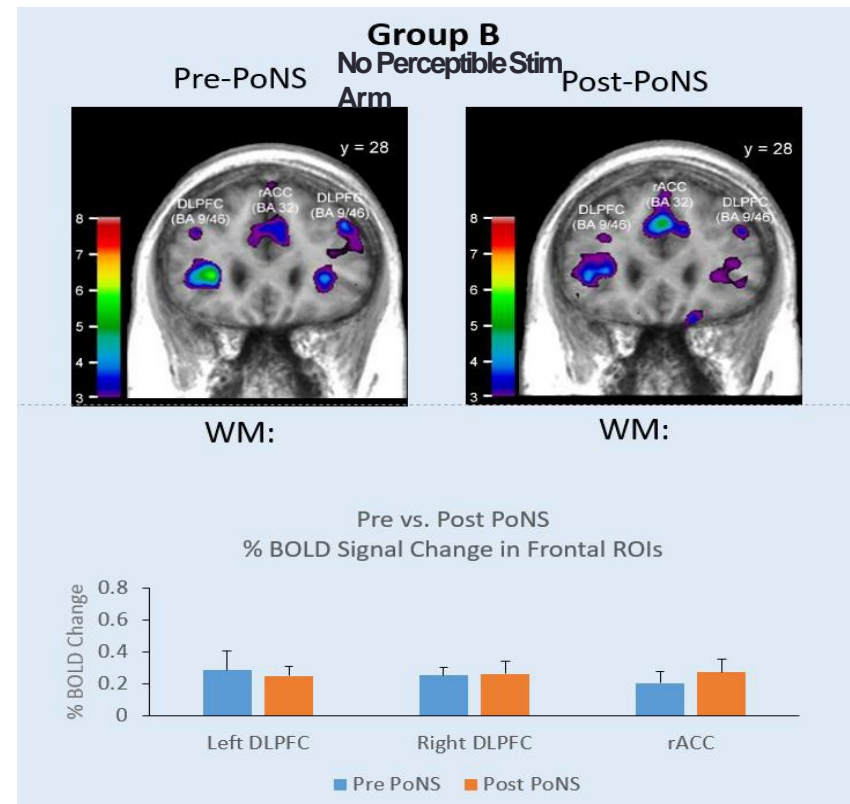 Group B
No Perceptible Stim
Arm
Pre-PoNS
Post-PoNS
y = 28
DLPFC
(BA 9/46)
rACC
(BA 32)
DLPFC
(BA 9/46)
8
7
6
5
4
3
y = 28
DLPFC
(BA 9/46)
rACC
(BA 32)
DLPFC
(BA 9/46)
8
7
6
5
4
3
WM:
WM:
Pre vs. Post PoNS
% BOLD Signal Change in Frontal ROIs
% BOLD Change
0.8
0.6
0.4
0.2
0
Left DLPFC
Right DLPFC
rACC
Pre PoNS
Post PoNS